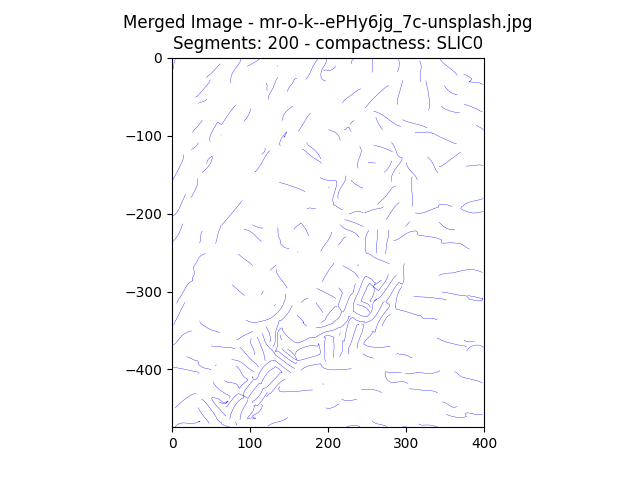 Merged Image - mr-o-k--ePHy6jg_7c-unsplash.jpg
Segments: 200 - compactness: SLIC0
0
−100
−200
−300
−400
0 100 200 300 400